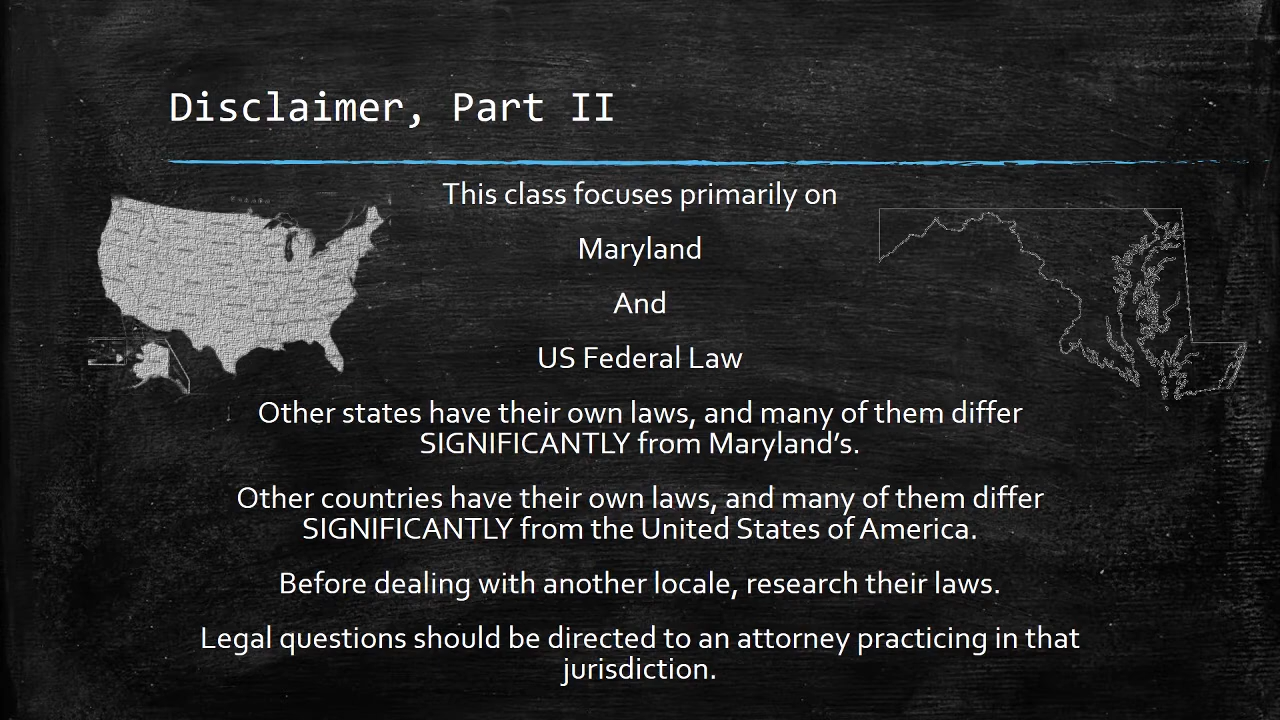 Disclaimer, Part II
This class focuses primarily on
Maryland
And
US Federal Law
Other states have their own laws, and many of them differ
SIGNIFICANTLY from Maryland’s.
Other countries have their own laws, and many of them differ
SIGNIFICANTLY from the United States of America.
Before dealing with another locale, research their laws.
Legal questions should be directed to an attorney practicing in that
jurisdiction.